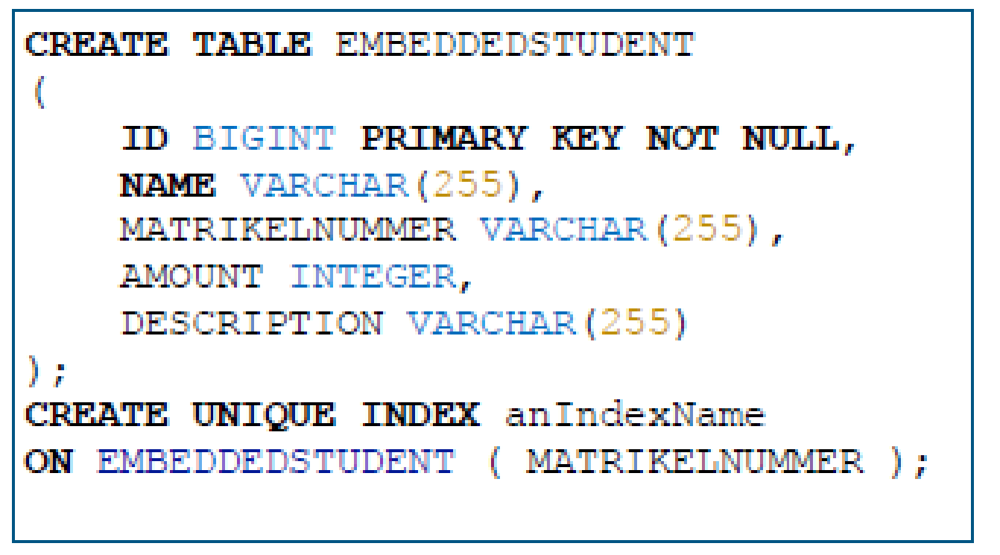 CREATE TABLE EMBEDDEDSTUDENT
(
    ID BIGINT PRIMARY KEY NOT NULL,
    NAME VARCHAR(255),
    MATRIKELNUMMER VARCHAR(255),
    AMOUNT INTEGER,
    DESCRIPTION VARCHAR(255)
);
CREATE UNIQUE INDEX anIndexName
ON EMBEDDEDSTUDENT ( MATRIKELNUMMER );